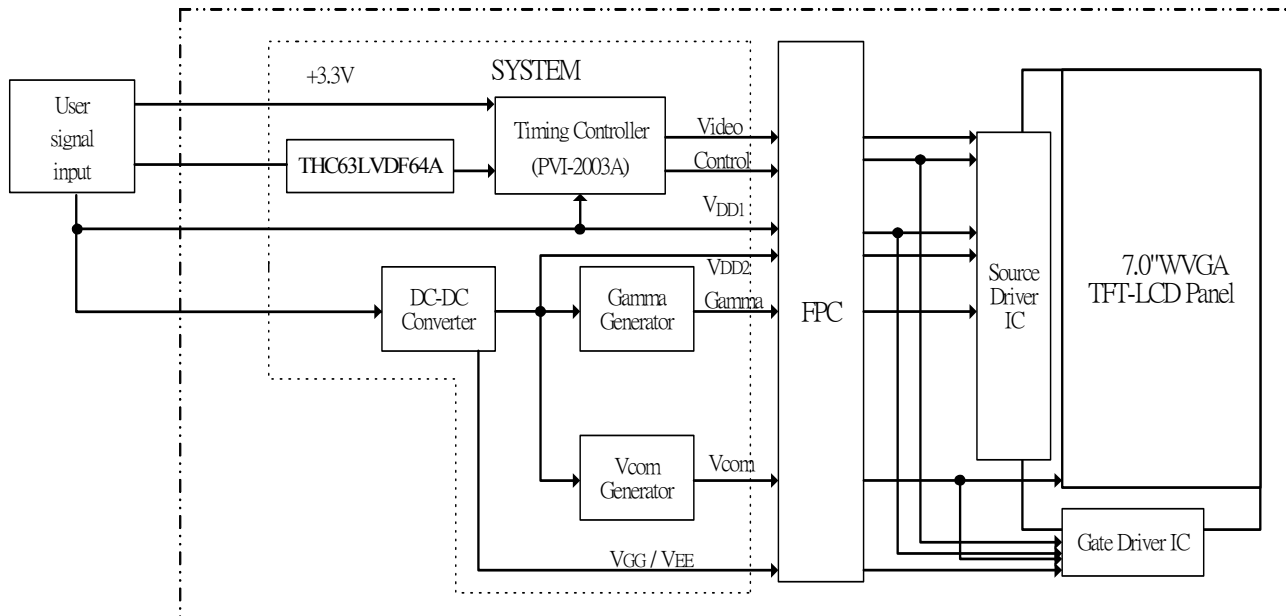 +3.3V
SYSTEM
User
signal
input
Timing Controller
(PVI-2003A)
THC63LVDF64A
Video
Control
VDD1
VDD2
DC-DC
Converter
Gamma
Generator
Gamma
FPC
Source
Driver
IC
7.0"WVGA
TFT-LCD Panel
Vcom
Generator
Vcom
VGG / VEE
Gate Driver IC